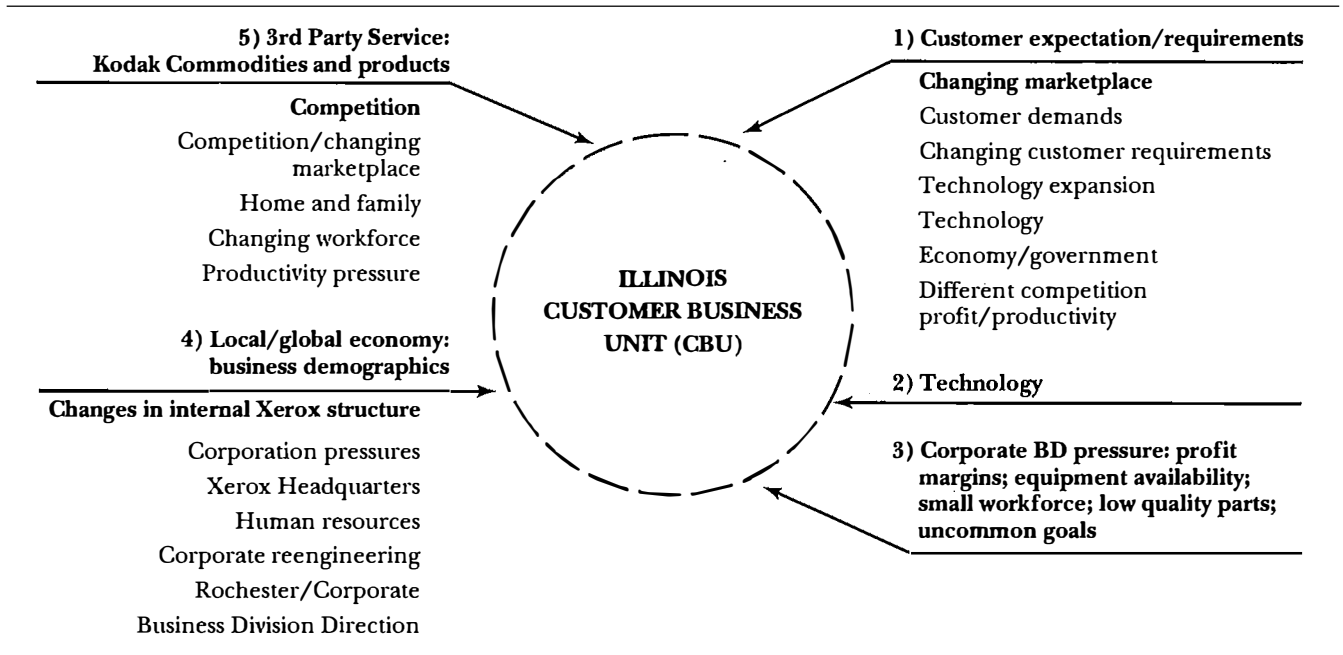 5) 3rd Party Service:
Kodak Commodities and products
Competition
Competition/changing
marketplace
Home and family
Changing workforce
Productivity pressure
4) Local/global economy:
business demographics
Changes in internal Xerox structure
Corporation pressures
Xerox Headquarters
Human resources
Corporate reengineering
Rochester/Corporate
Business Division Direction
ILLINOIS
CUSTOMER BUSINESS
UNIT (CBU)
1) Customer expectation/requirements
Changing marketplace
Customer demands
Changing customer requirements
Technology expansion
Technology
Economy/government
Different competition
profit/productivity
2) Technology
3) Corporate BD pressure: profit
margins; equipment availability;
small workforce; low quality parts;
uncommon goals